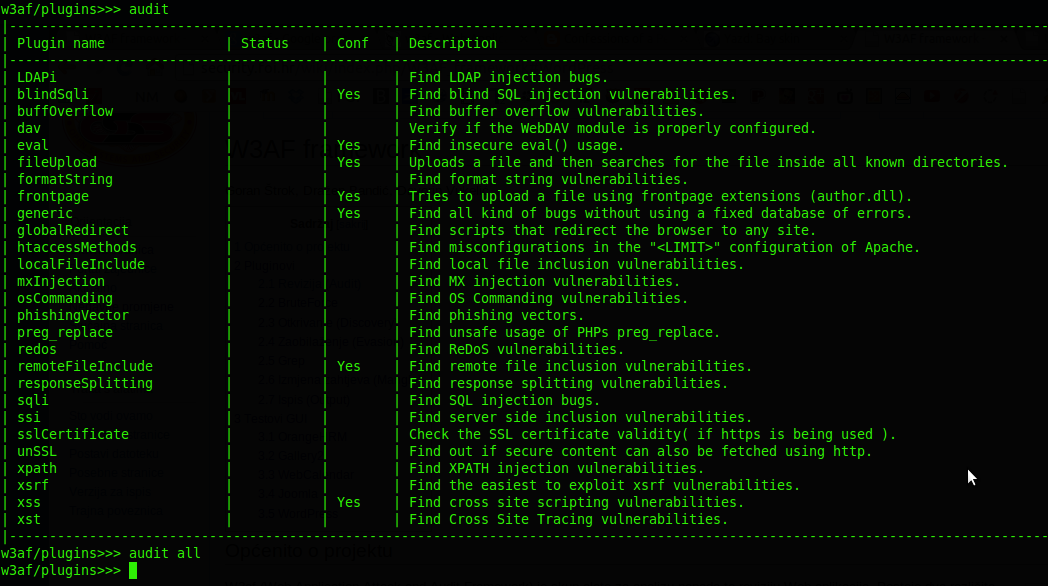 w3af/plugins>>> audit
|-----------------------------------------------------------------------------------------------------------------------------------
| Plugin name | Status | Conf | Description
|-----------------------------------------------------------------------------------------------------------------------------------
| LDAPi | | | Find LDAP injection bugs.
| blindSqli | | Yes | Find blind SQL injection vulnerabilities.
| buffOverflow | | | Find buffer overflow vulnerabilities.
| dav | | | Verify if the WebDAV module is properly configured.
| eval | | Yes | Find insecure eval() usage.
| fileUpload | | Yes | Uploads a file and then searches for the file inside all known directories.
| formatString | | | Find format string vulnerabilities.
| frontpage | | Yes | Tries to upload a file using frontpage extensions (author.dll).
| generic | | Yes | Find all kind of bugs without using a fixed database of errors.
| globalRedirect | | | Find scripts that redirect the browser to any site.
| htaccessMethods | | | Find misconfigurations in the "<LIMIT>" configuration of Apache.
| localFileInclude | | | Find local file inclusion vulnerabilities.
| mxInjection | | | Find MX injection vulnerabilities.
| osCommanding | | | Find OS Commanding vulnerabilities.
| phishingVector | | | Find phishing vectors.
| preg_replace | | | Find unsafe usage of PHPs preg_replace.
| redos | | | Find ReDoS vulnerabilities.
| remoteFileInclude | | Yes | Find remote file inclusion vulnerabilities.
| responseSplitting | | | Find response splitting vulnerabilities.
| sqli | | | Find SQL injection bugs.
| ssi | | | Find server side inclusion vulnerabilities.
| sslCertificate | | | Check the SSL certificate validity( if https is being used ).
| unSSL | | | Find out if secure content can also be fetched using http.
| xpath | | | Find XPATH injection vulnerabilities.
| xsrf | | | Find the easiest to exploit xsrf vulnerabilities.
| xss | | Yes | Find cross site scripting vulnerabilities.
| xst | | | Find Cross Site Tracing vulnerabilities.
|-----------------------------------------------------------------------------------------------------------------------------------
w3af/plugins>>> audit all
Općenito o projektu
w3af/plugins>>>